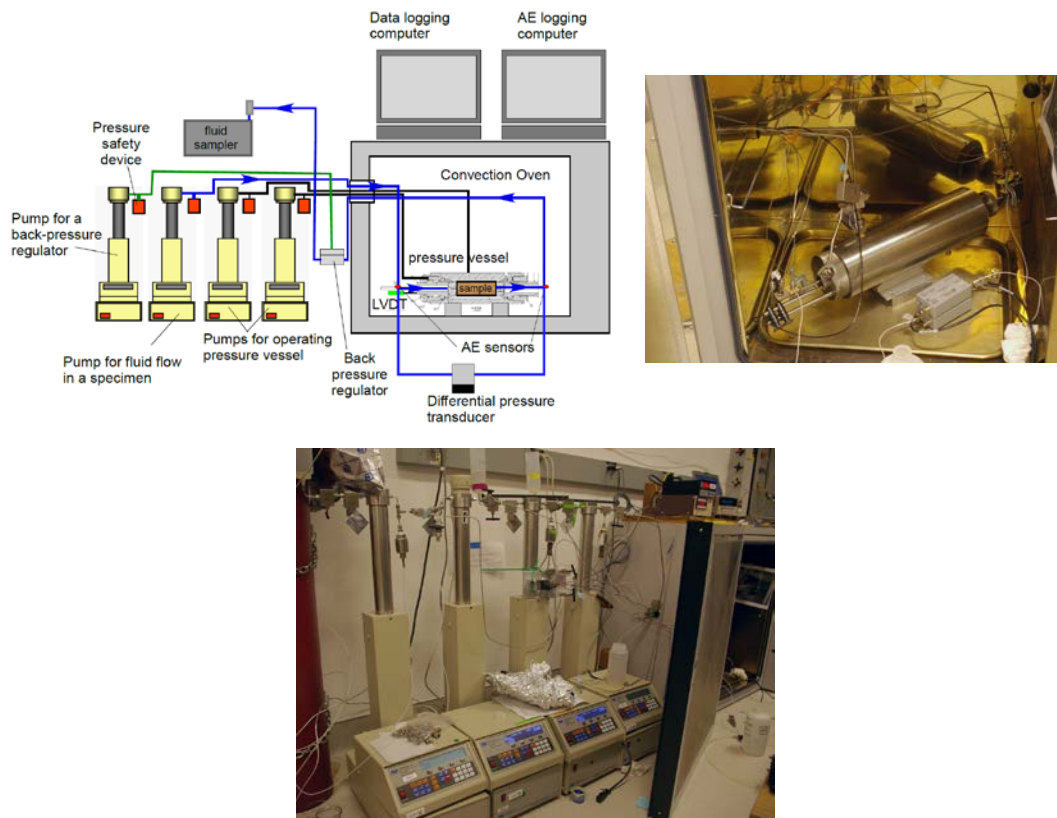 Data logging
computer
AE logging
computer
Pressure
safety
device
fluid
sampler
Convection Oven
Pump for a
back-pressure
regulator
pressure vessel
sample
LVDT
AE sensors
Pumps for operating
pressure vessel
Pump for fluid flow
in a specimen
Back
pressure
regulator
Differential pressure
transducer